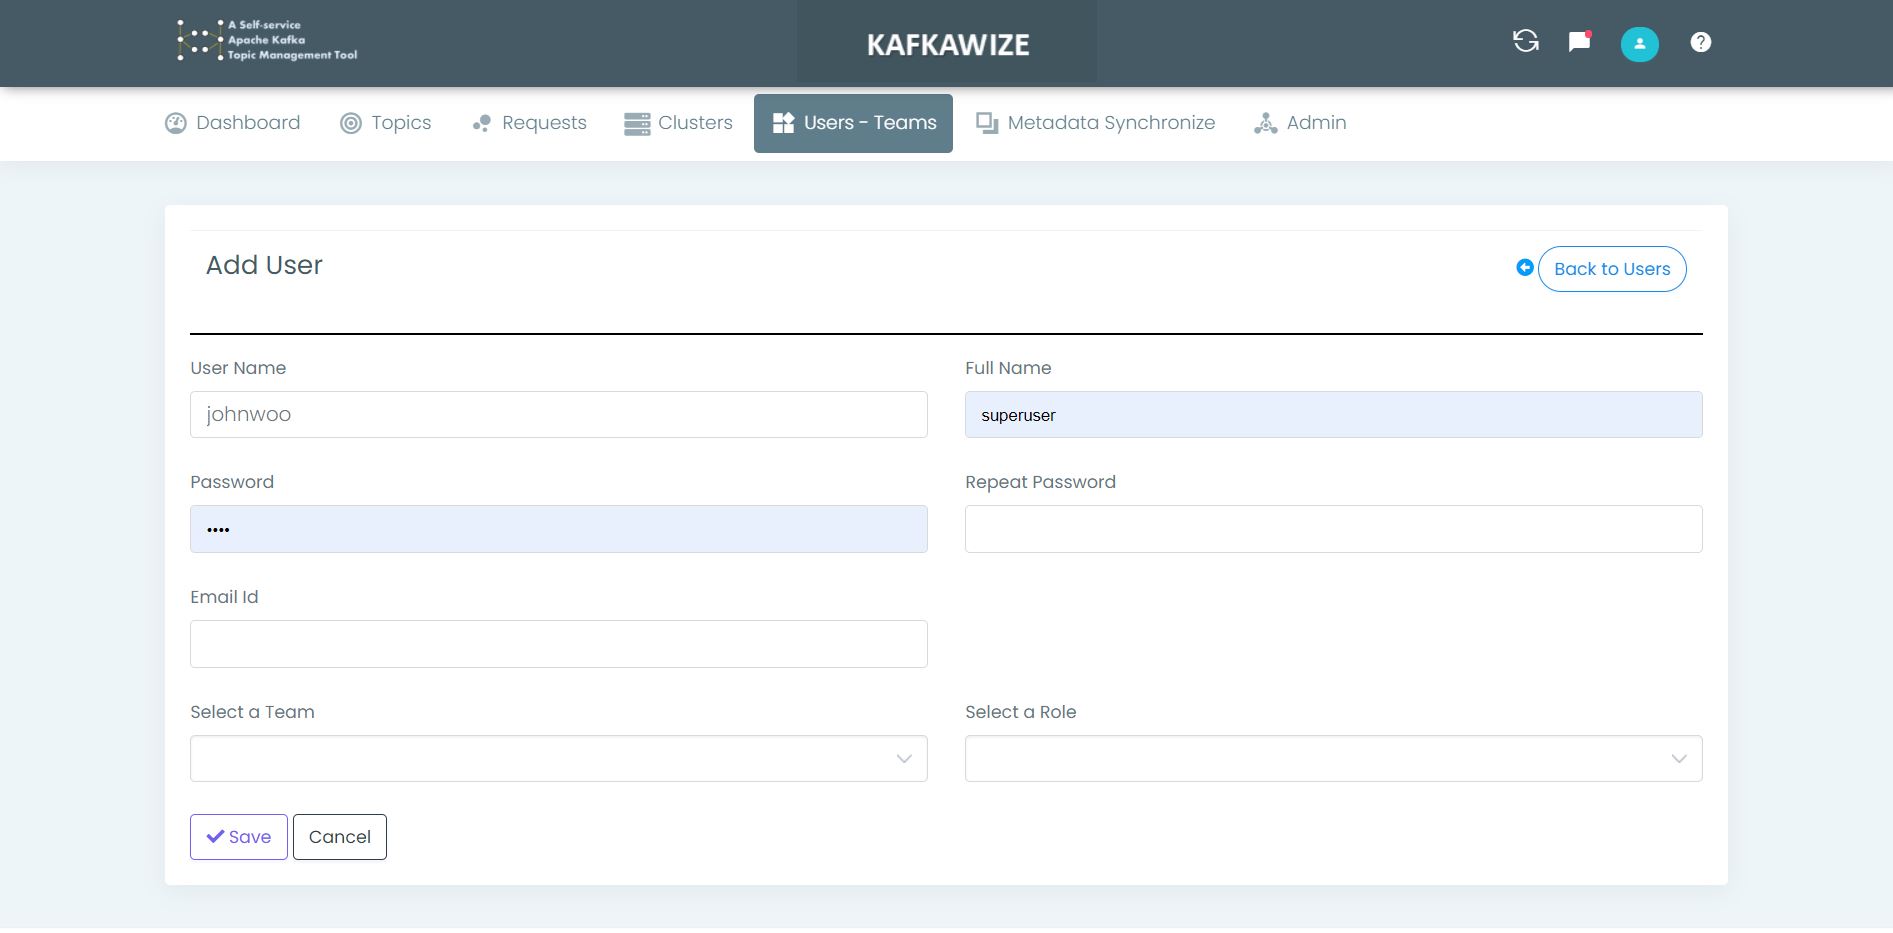 A Self-service
Apache Kafka
Topic Management Tool
KAFKAWIZE
Dashboard
Topics
Requests
Clusters
Users - Teams
Metadata Synchronize
Admin
Add User
Back to Users
User Name
Full Name
johnwoo
superuser
Password
Repeat Password
••••
Email Id
Select a Team
Select a Role
Save
Cancel